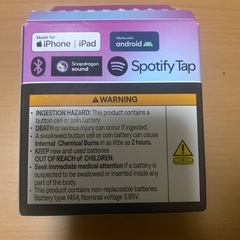 Made for
iPhone | iPad
Works with
android
Snapdragon
sound
Spotify Tap
WARNING
• INGESTION HAZARD: This product contains a
button cell or coin battery.
• DEATH or serious injury can occur if ingested.
• A swallowed button cell or coin battery can cause
Internal Chemical Burns in as little as 2 hours.
• KEEP new and used batteries
OUT OF REACH of CHILDREN.
• Seek immediate medical attention if a battery is
suspected to be swallowed or inserted inside any
part of the body.
• This product contains non-replaceable batteries.
Battery type 1454, Nominal voltage 3.85V